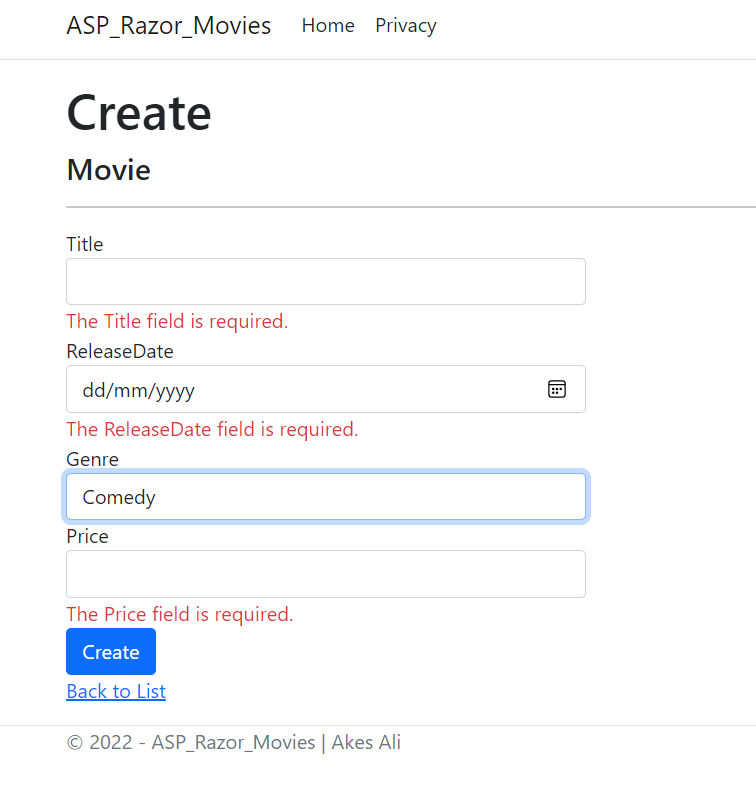 ASP_Razor_Movies Home Privacy
Create
Movie
Title
The Title field is required.
ReleaseDate
dd/mm/yyyy
The ReleaseDate field is required.
Genre
Comedy
Price
The Price field is required.
Create
Back to List
© 2022 - ASP_Razor_Movies | Akes Ali